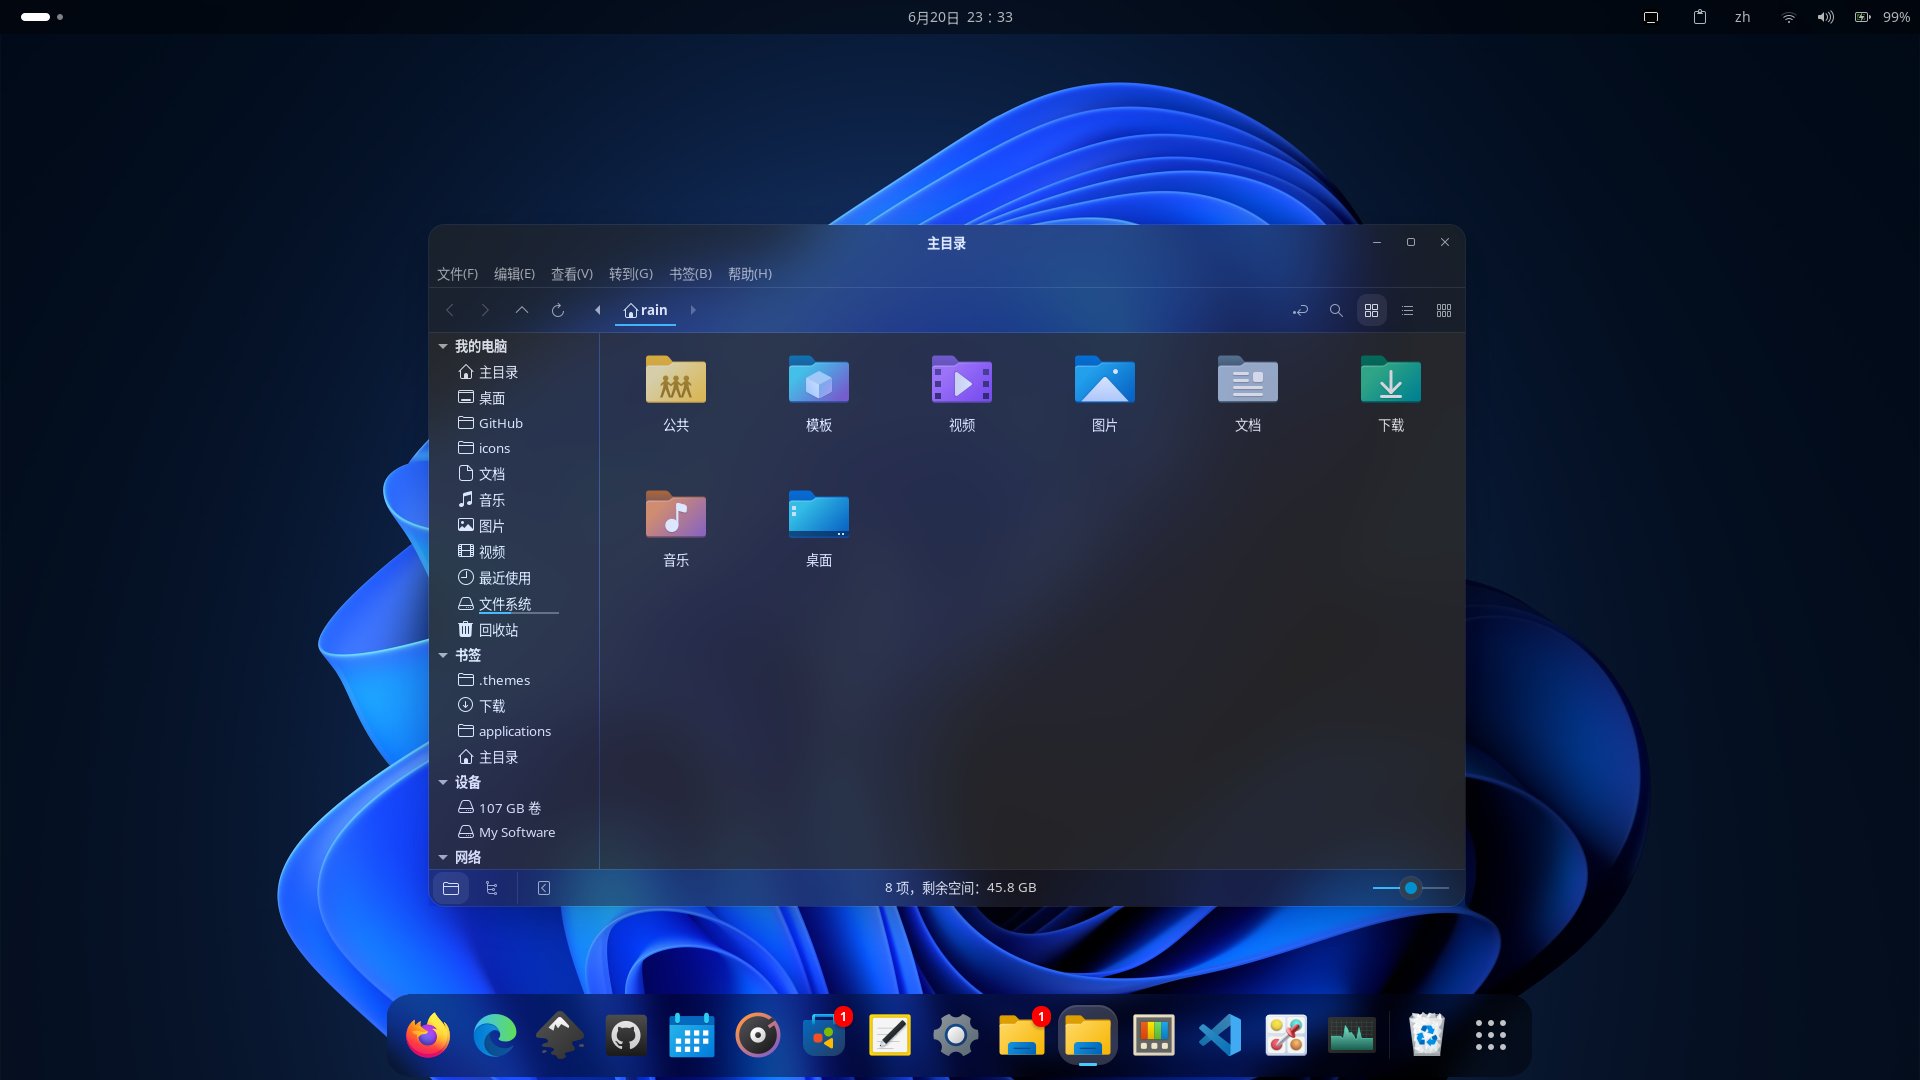 6月20日 23：33
zh
99%
主目录
文件(F) 编辑(E) 查看(V) 转到(G) 书签(B) 帮助(H)
rain
我的电脑
主目录
桌面
GitHub
icons
文档
音乐
图片
视频
最近使用
文件系统
回收站
书签
.themes
下载
applications
主目录
设备
107 GB 卷
My Software
网络
公共 模板 视频 图片 文档 下载
音乐 桌面
8 项，剩余空间：45.8 GB
1
1